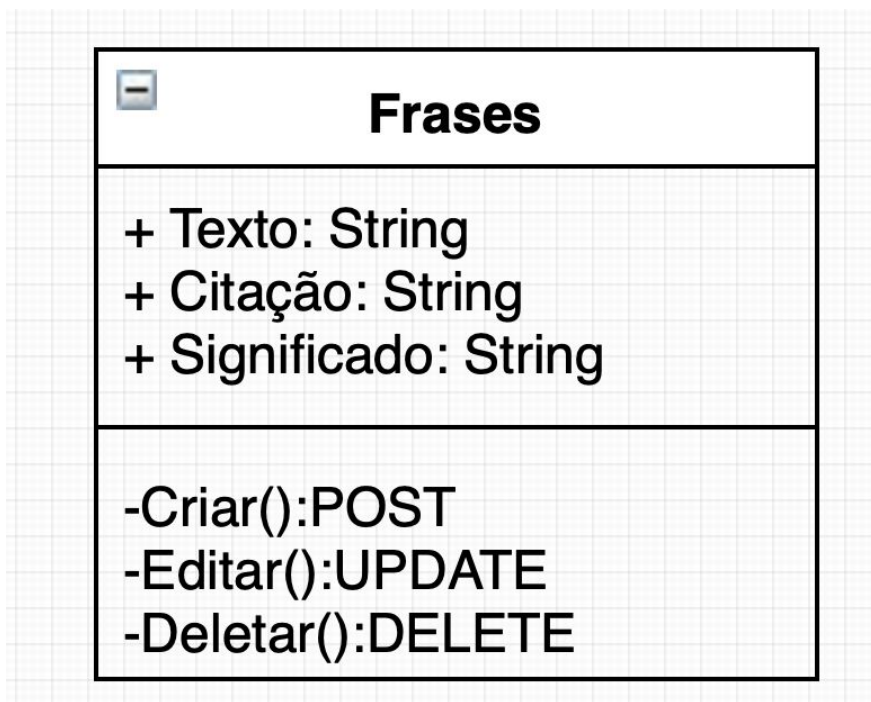 Frases
+ Texto: String
+ Citação: String
+ Significado: String
-Criar():POST
-Editar():UPDATE
-Deletar():DELETE